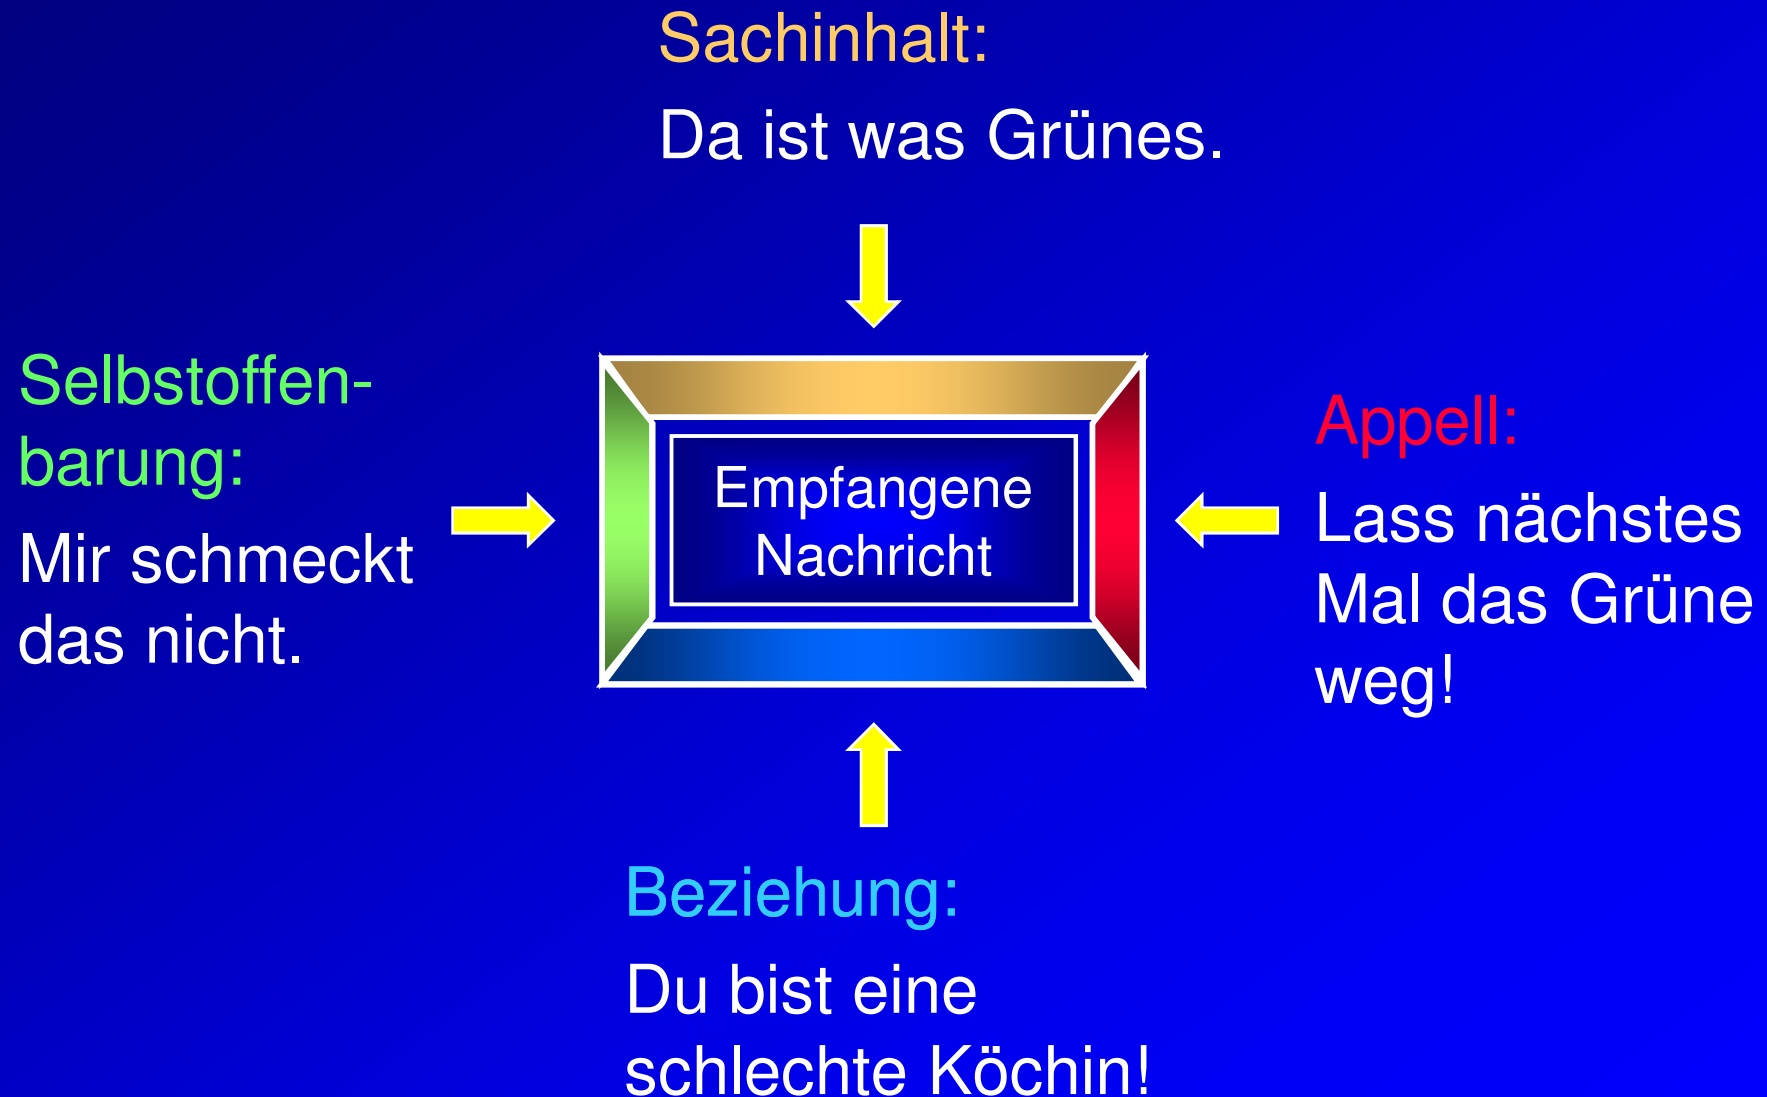 Sachinhalt:
Da ist was Grünes.
Selbstoffen-
barung:
Mir schmeckt
das nicht.
Empfangene
Nachricht
Appell:
Lass nächstes
Mal das Grüne
weg!
Beziehung:
Du bist eine
schlechte Köchin!